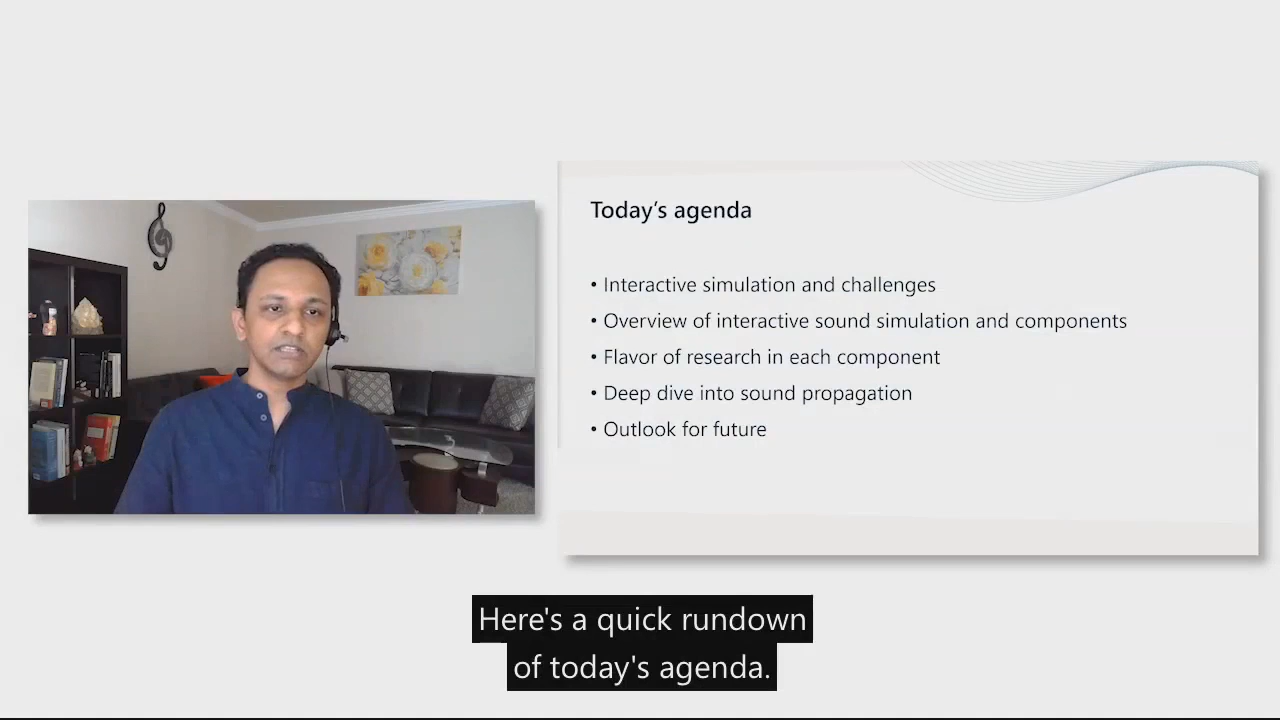 Today's agenda
• Interactive simulation and challenges
• Overview of interactive sound simulation and components
• Flavor of research in each component
• Deep dive into sound propagation
• Outlook for future
Here's a quick rundown
of today's agenda.